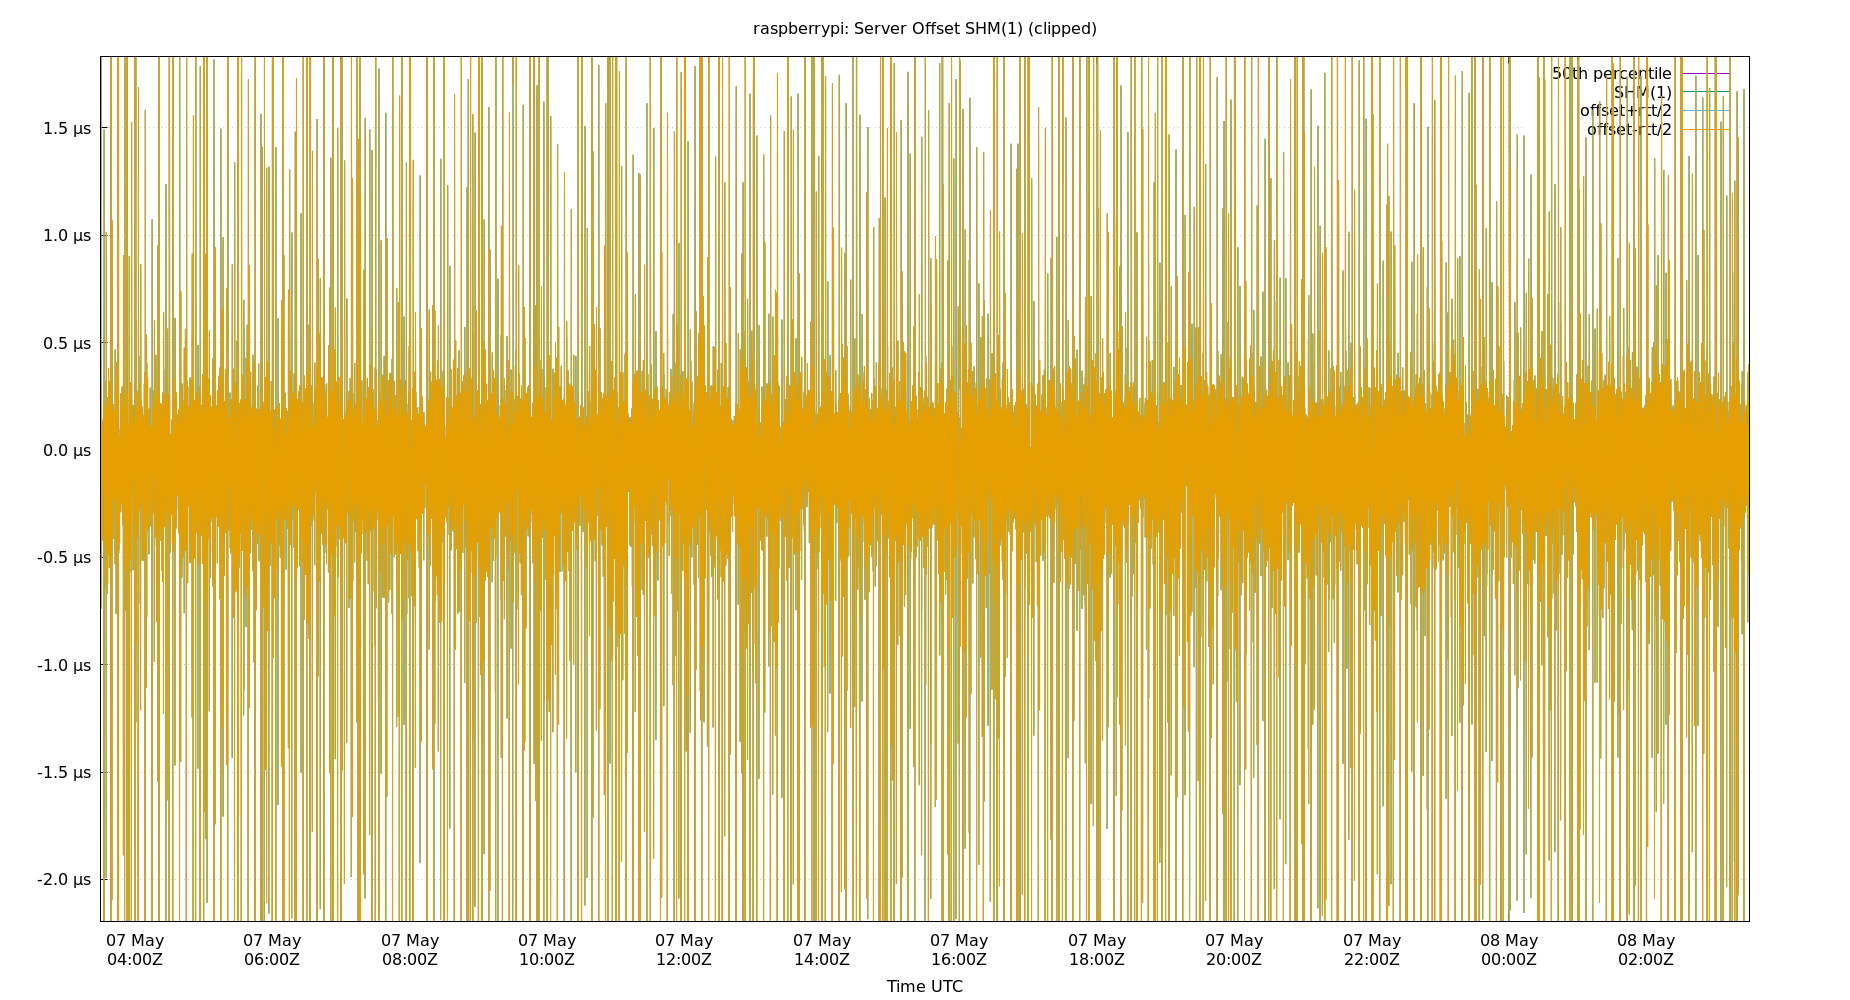 raspberrypi: Server Offset SHM(1) (clipped)
50th percentile
SHM(1)
offset+rtt/2
offset-rtt/2
1.5 µs
1.0 µs
0.5 µs
0.0 µs
-0.5 µs
-1.0 µs
-1.5 µs
-2.0 µs
07 May 07 May 07 May 07 May 07 May 07 May 07 May 07 May 07 May 07 May 08 May 08 May
04:00Z 06:00Z 08:00Z 10:00Z 12:00Z 14:00Z 16:00Z 18:00Z 20:00Z 22:00Z 00:00Z 02:00Z
Time UTC